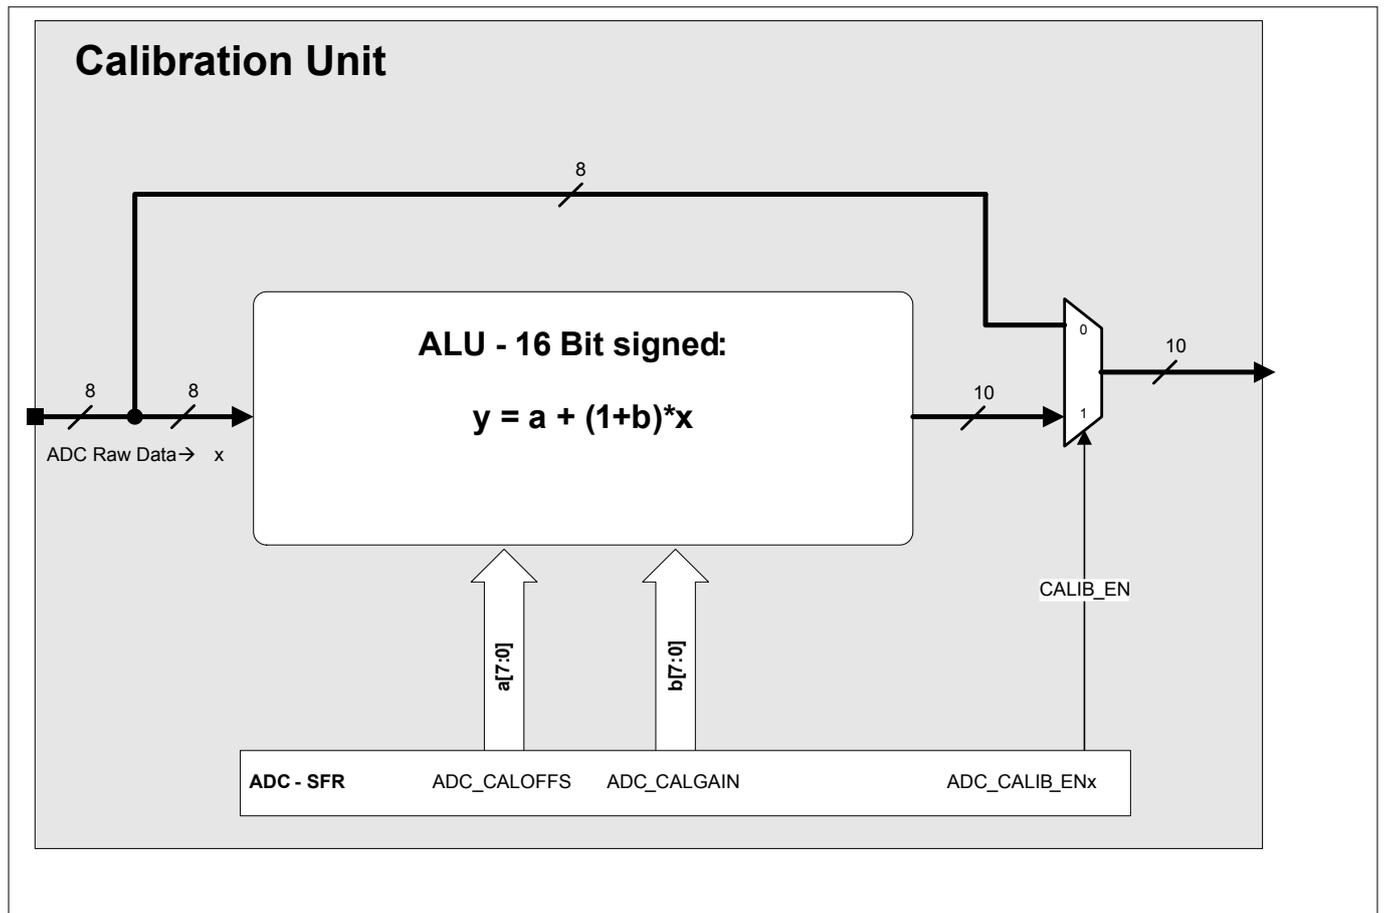 Calibration Unit
8
ALU - 16 Bit signed:
y = a + (1+b)*x
8
8
ADC Raw Data→ x
10
0
1
10
CALIB_EN
a[7:0]
b[7:0]
ADC - SFR
ADC_CALOFFS
ADC_CALGAIN
ADC_CALIB_ENx